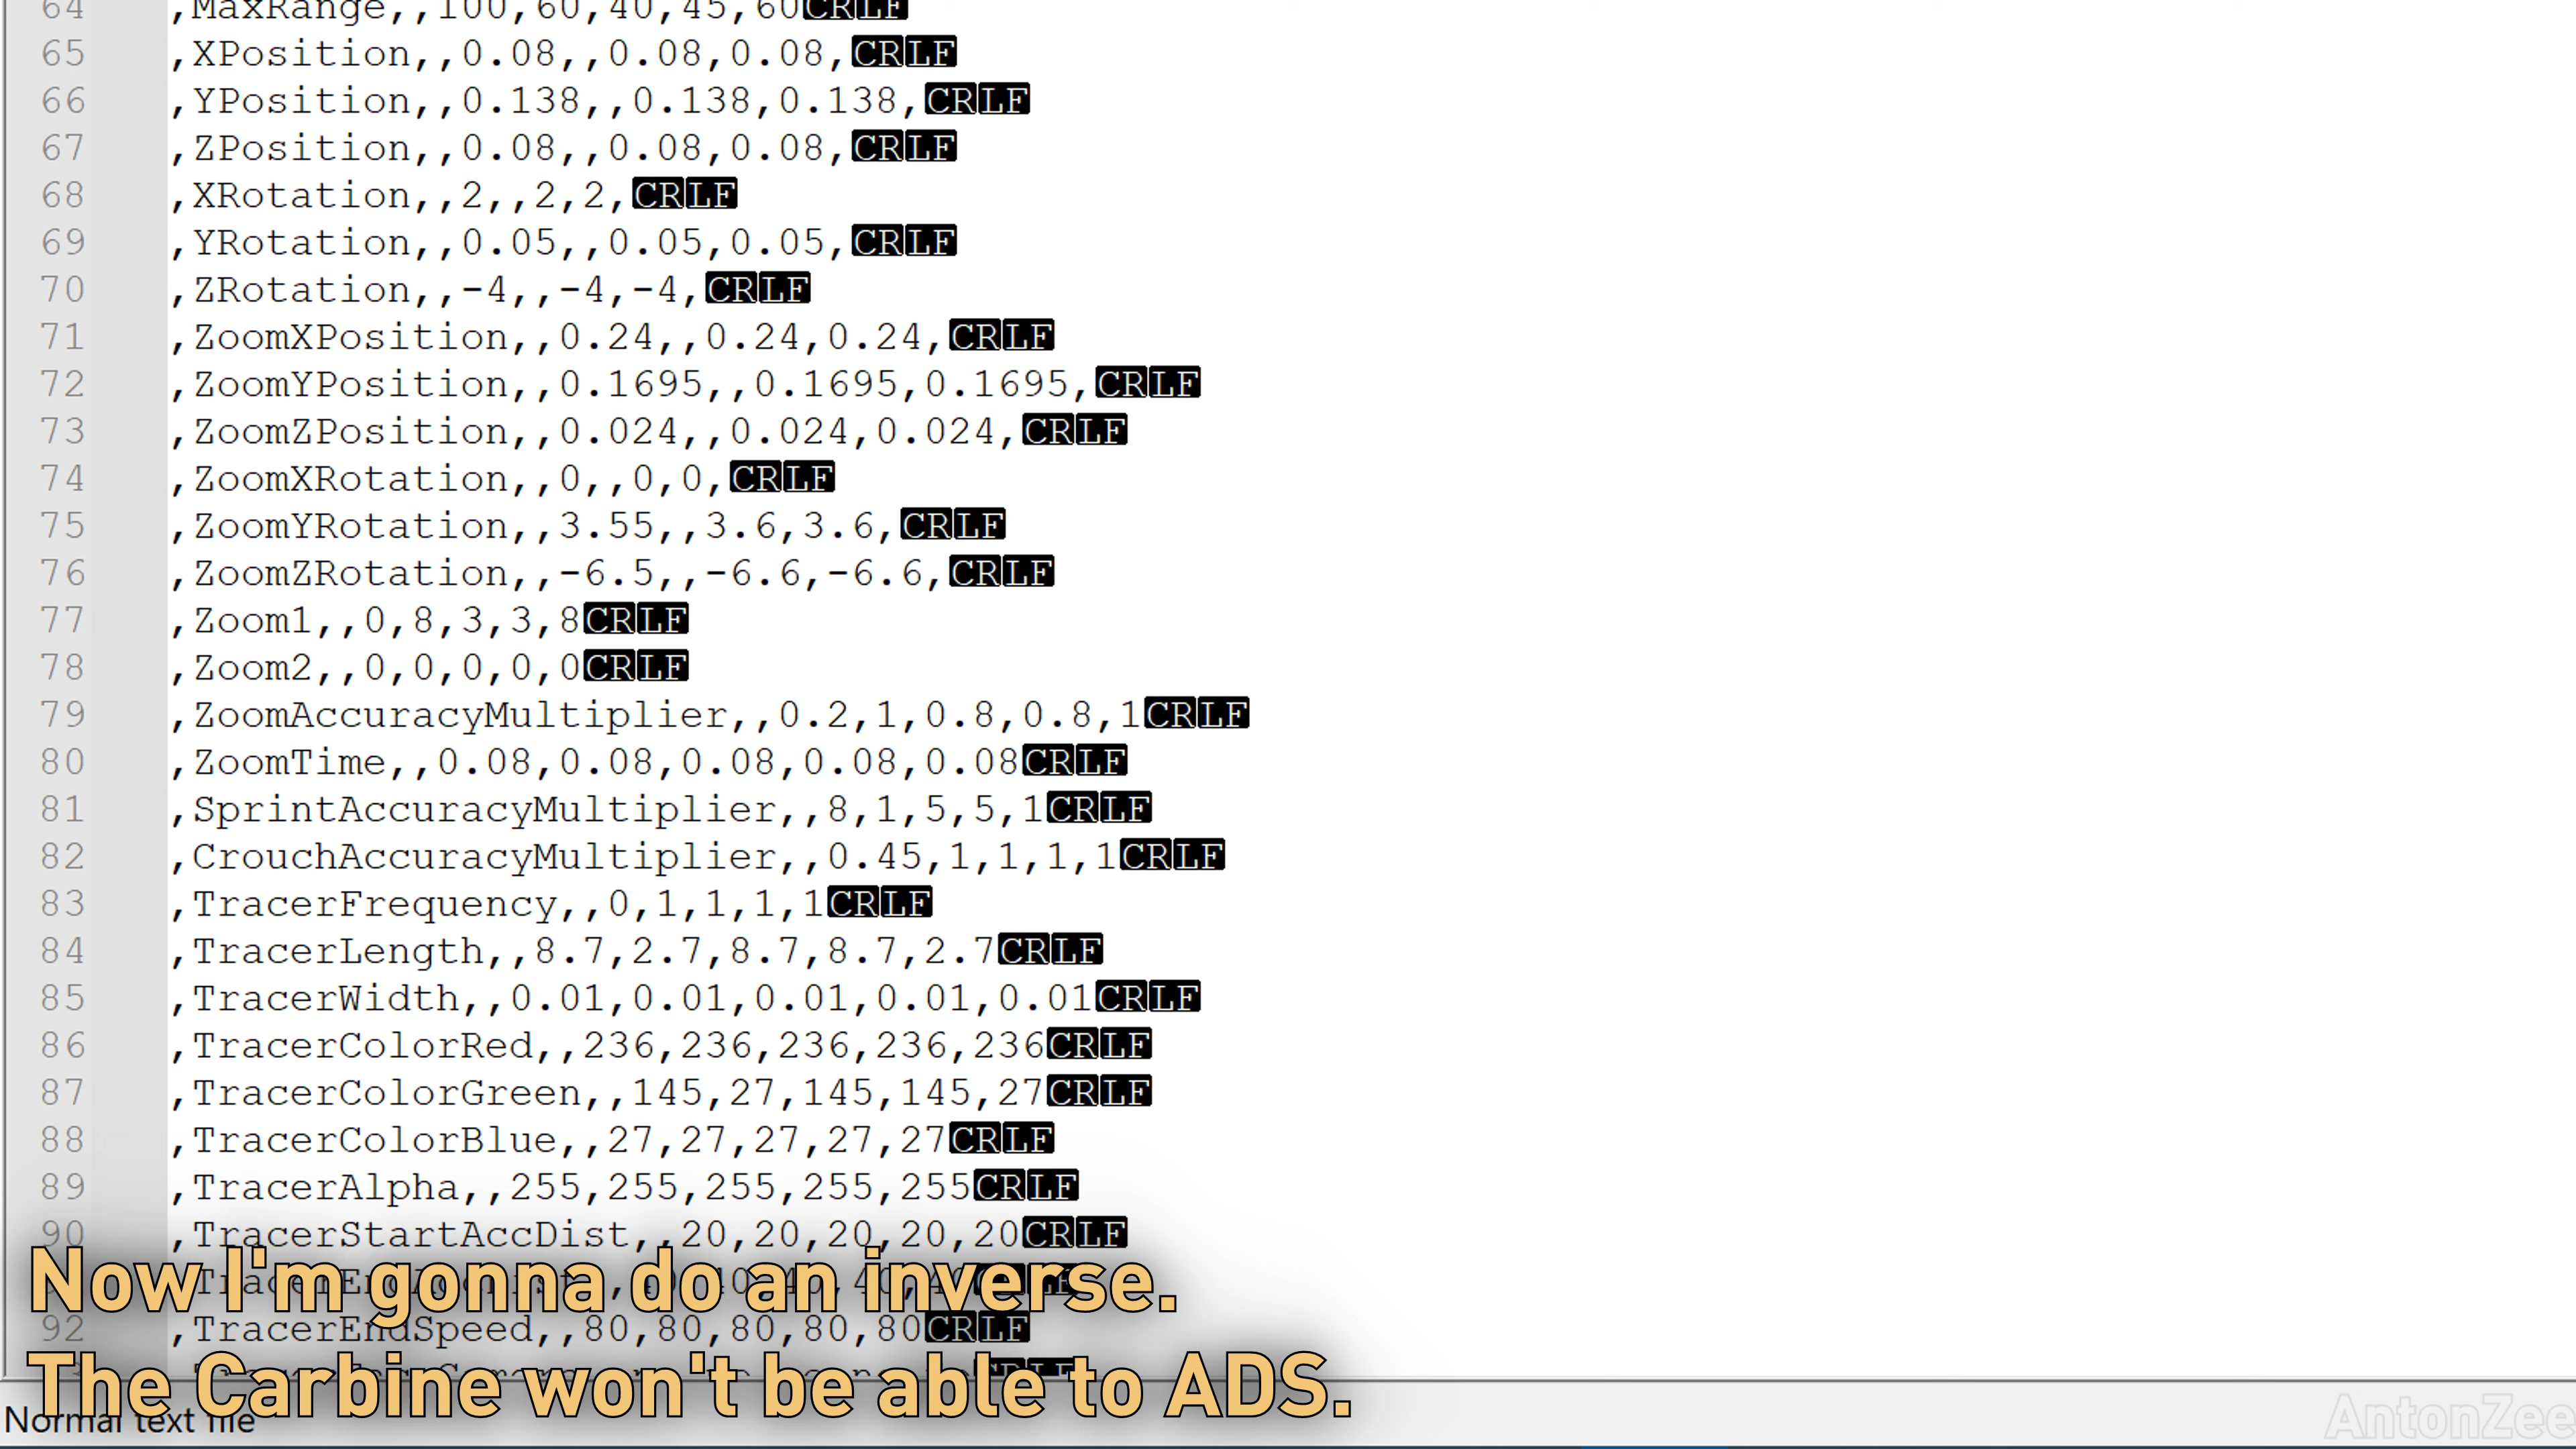 64 ,MaxRange,,100,60,40,45,60CRLF
65 ,XPosition,,0.08,,0.08,0.08,CRLF
66 ,YPosition,,0.138,,0.138,0.138,CRLF
67 ,ZPosition,,0.08,,0.08,0.08,CRLF
68 ,XRotation,,2,,2,2,CRLF
69 ,YRotation,,0.05,,0.05,0.05,CRLF
70 ,ZRotation,,-4,,-4,-4,CRLF
71 ,ZoomXPosition,,0.24,,0.24,0.24,CRLF
72 ,ZoomYPosition,,0.1695,,0.1695,0.1695,CRLF
73 ,ZoomZPosition,,0.024,,0.024,0.024,CRLF
74 ,ZoomXRotation,,0,,0,0,CRLF
75 ,ZoomYRotation,,3.55,,3.6,3.6,CRLF
76 ,ZoomZRotation,,-6.5,,-6.6,-6.6,CRLF
77 ,Zoom1,,0,8,3,3,8CRLF
78 ,Zoom2,,0,0,0,0,0CRLF
79 ,ZoomAccuracyMultiplier,,0.2,1,0.8,0.8,1CRLF
80 ,ZoomTime,,0.08,0.08,0.08,0.08,0.08CRLF
81 ,SprintAccuracyMultiplier,,8,1,5,5,1CRLF
82 ,CrouchAccuracyMultiplier,,0.45,1,1,1,1CRLF
83 ,TracerFrequency,,0,1,1,1,1CRLF
84 ,TracerLength,,8.7,2.7,8.7,8.7,2.7CRLF
85 ,TracerWidth,,0.01,0.01,0.01,0.01,0.01CRLF
86 ,TracerColorRed,,236,236,236,236,236CRLF
87 ,TracerColorGreen,,145,27,145,145,27CRLF
88 ,TracerColorBlue,,27,27,27,27,27CRLF
89 ,TracerAlpha,,255,255,255,255,255CRLF
90 ,TracerStartAccDist,,20,20,20,20,20CRLF
Now I'm gonna do an inverse.
92 ,TracerEndSpeed,,80,80,80,80,80CRLF
The Carbine won't be able to ADS.
Normal text file
AntonZee